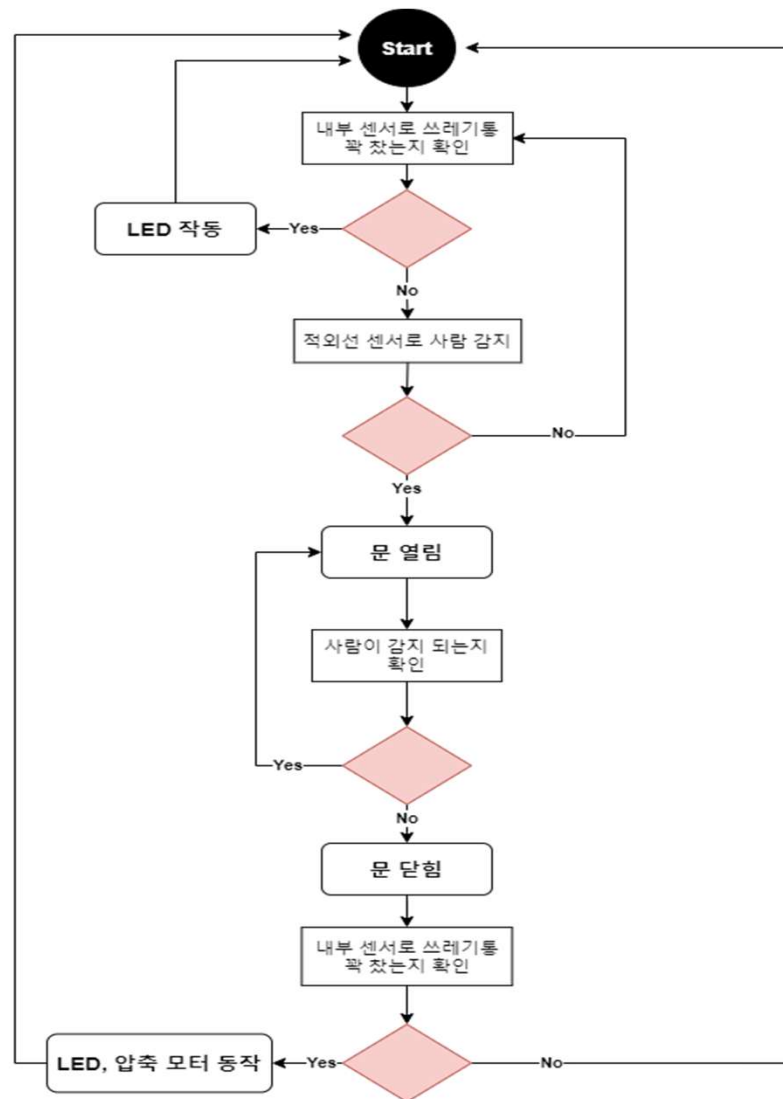 Start
내부 센서로 쓰레기통
꽉 찼는지 확인
LED 작동
Yes
No
적외선 센서로 사람 감지
No
Yes
문 열림
사람이 감지 되는지
확인
Yes
No
문 닫힘
내부 센서로 쓰레기통
꽉 찼는지 확인
LED, 압축 모터 동작
Yes
No